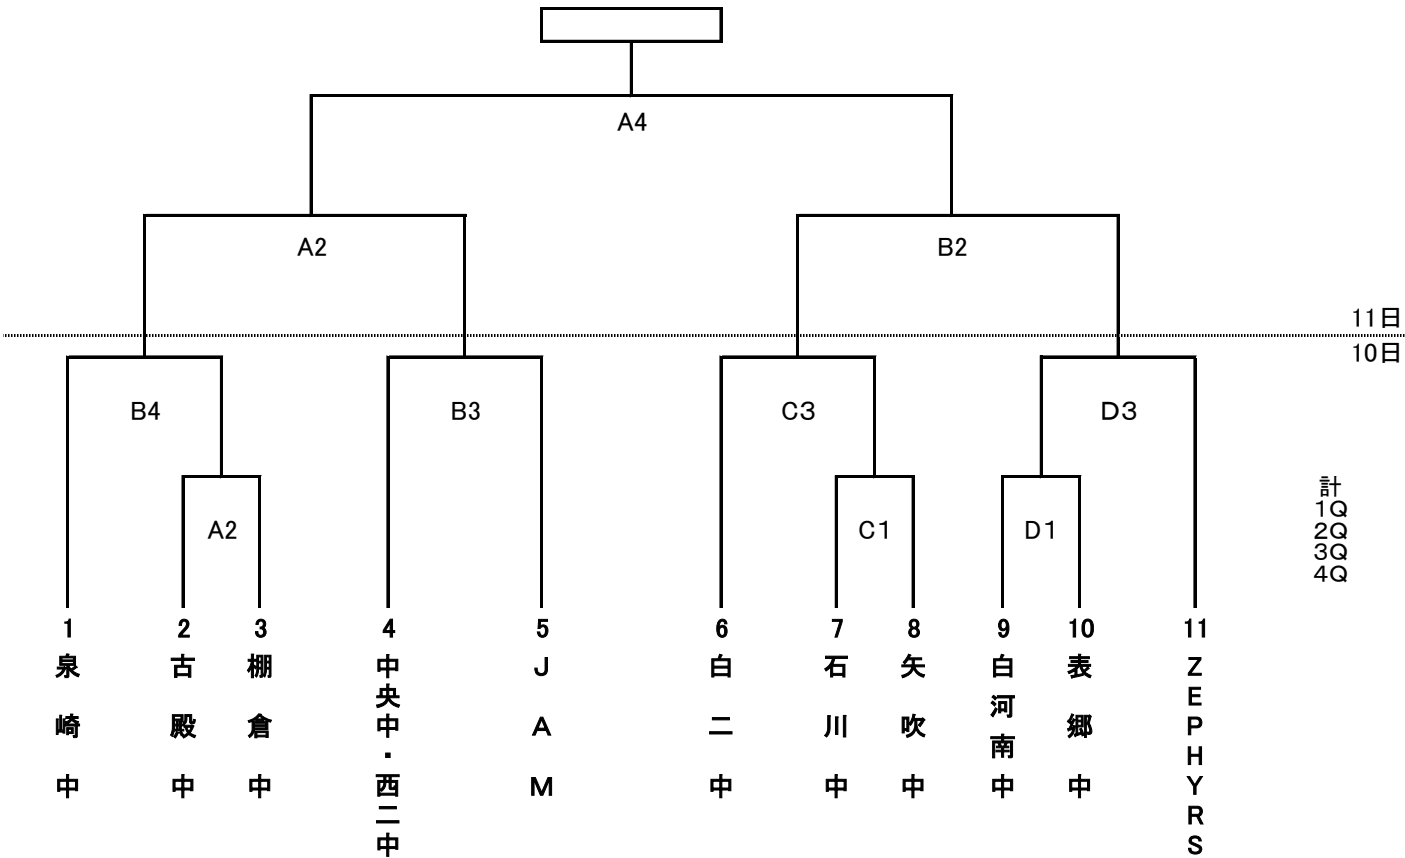 A4
A2
B2
11日
10日
B4
B3
C3
D3
計
1Q
2Q
3Q
4Q
A2
C1
D1
1
2
3
4
5
6
7
8
9
10
11
泉崎中
古殿中
棚倉中
中央中・西二中
JAM
白二中
石川中
矢吹中
白河南中
表郷中
ZEPHYRS